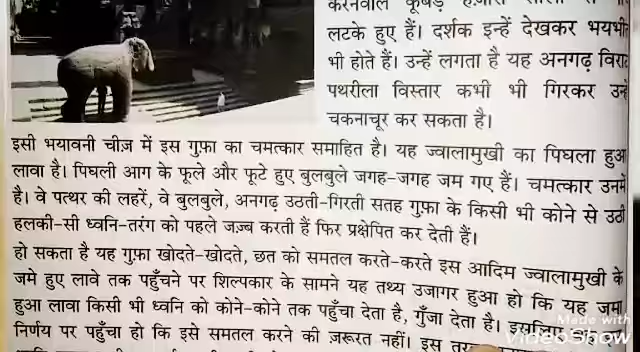 लटके हुए हैं। दर्शक इन्हें देखकर भयभीत
भी होते हैं। उन्हें लगता है यह अनगढ़ विराट
पथरीला विस्तार कभी भी गिरकर उन्हें
चकनाचूर कर सकता है।
इसी भयावनी चीज़ में इस गुफ़ा का चमत्कार समाहित है। यह ज्वालामुखी का पिघला हुआ
लावा है। पिघली आग के फूले और फूटे हुए बुलबुले जगह-जगह जम गए हैं। चमत्कार उनमें
है। वे पत्थर की लहरें, वे बुलबुले, अनगढ़ उठती-गिरती सतह गुफ़ा के किसी भी कोने से उठी
हलकी-सी ध्वनि-तरंग को पहले जज़्ब करती हैं फिर प्रक्षेपित कर देती हैं।
हो सकता है यह गुफ़ा खोदते-खोदते, छत को समतल करते-करते इस आदिम ज्वालामुखी के
जमे हुए लावे तक पहुँचने पर शिल्पकार के सामने यह तथ्य उजागर हुआ हो कि यह जमा
हुआ लावा किसी भी ध्वनि को कोने-कोने तक पहुँचा देता है, गुँजा देता है। इसलिए
निर्णय पर पहुँचा हो कि इसे समतल करने की ज़रूरत नहीं। इस
Made with
VideoShow